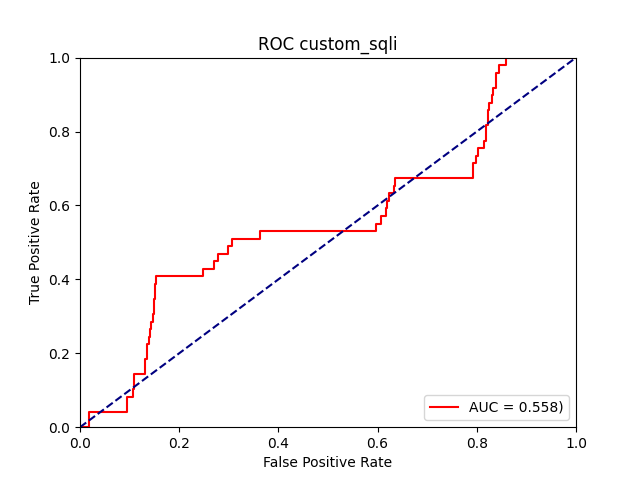 ROC custom_sqli
1.0
0.8
0.6
0.4
0.2
0.0
True Positive Rate
AUC = 0.558)
0.0 0.2 0.4 0.6 0.8 1.0
False Positive Rate